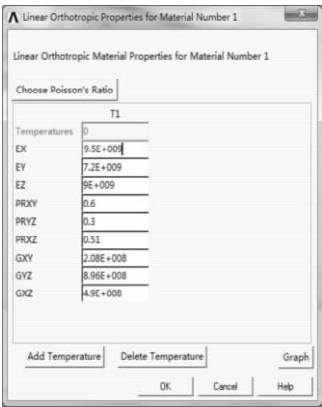 Linear Orthotropic Properties for Material Number 1
Linear Orthotropic Material Properties for Material Number 1
Choose Poisson's Ratio
T1
Temperatures 0
EX 9.5E+009
EY 7.2E+009
EZ 9E+009
PRXY 0.6
PRYZ 0.3
PRXZ 0.51
GXY 2.08E+008
GYZ 8.96E+008
GXZ 4.9E+008
Add Temperature Delete Temperature Graph
OK Cancel Help